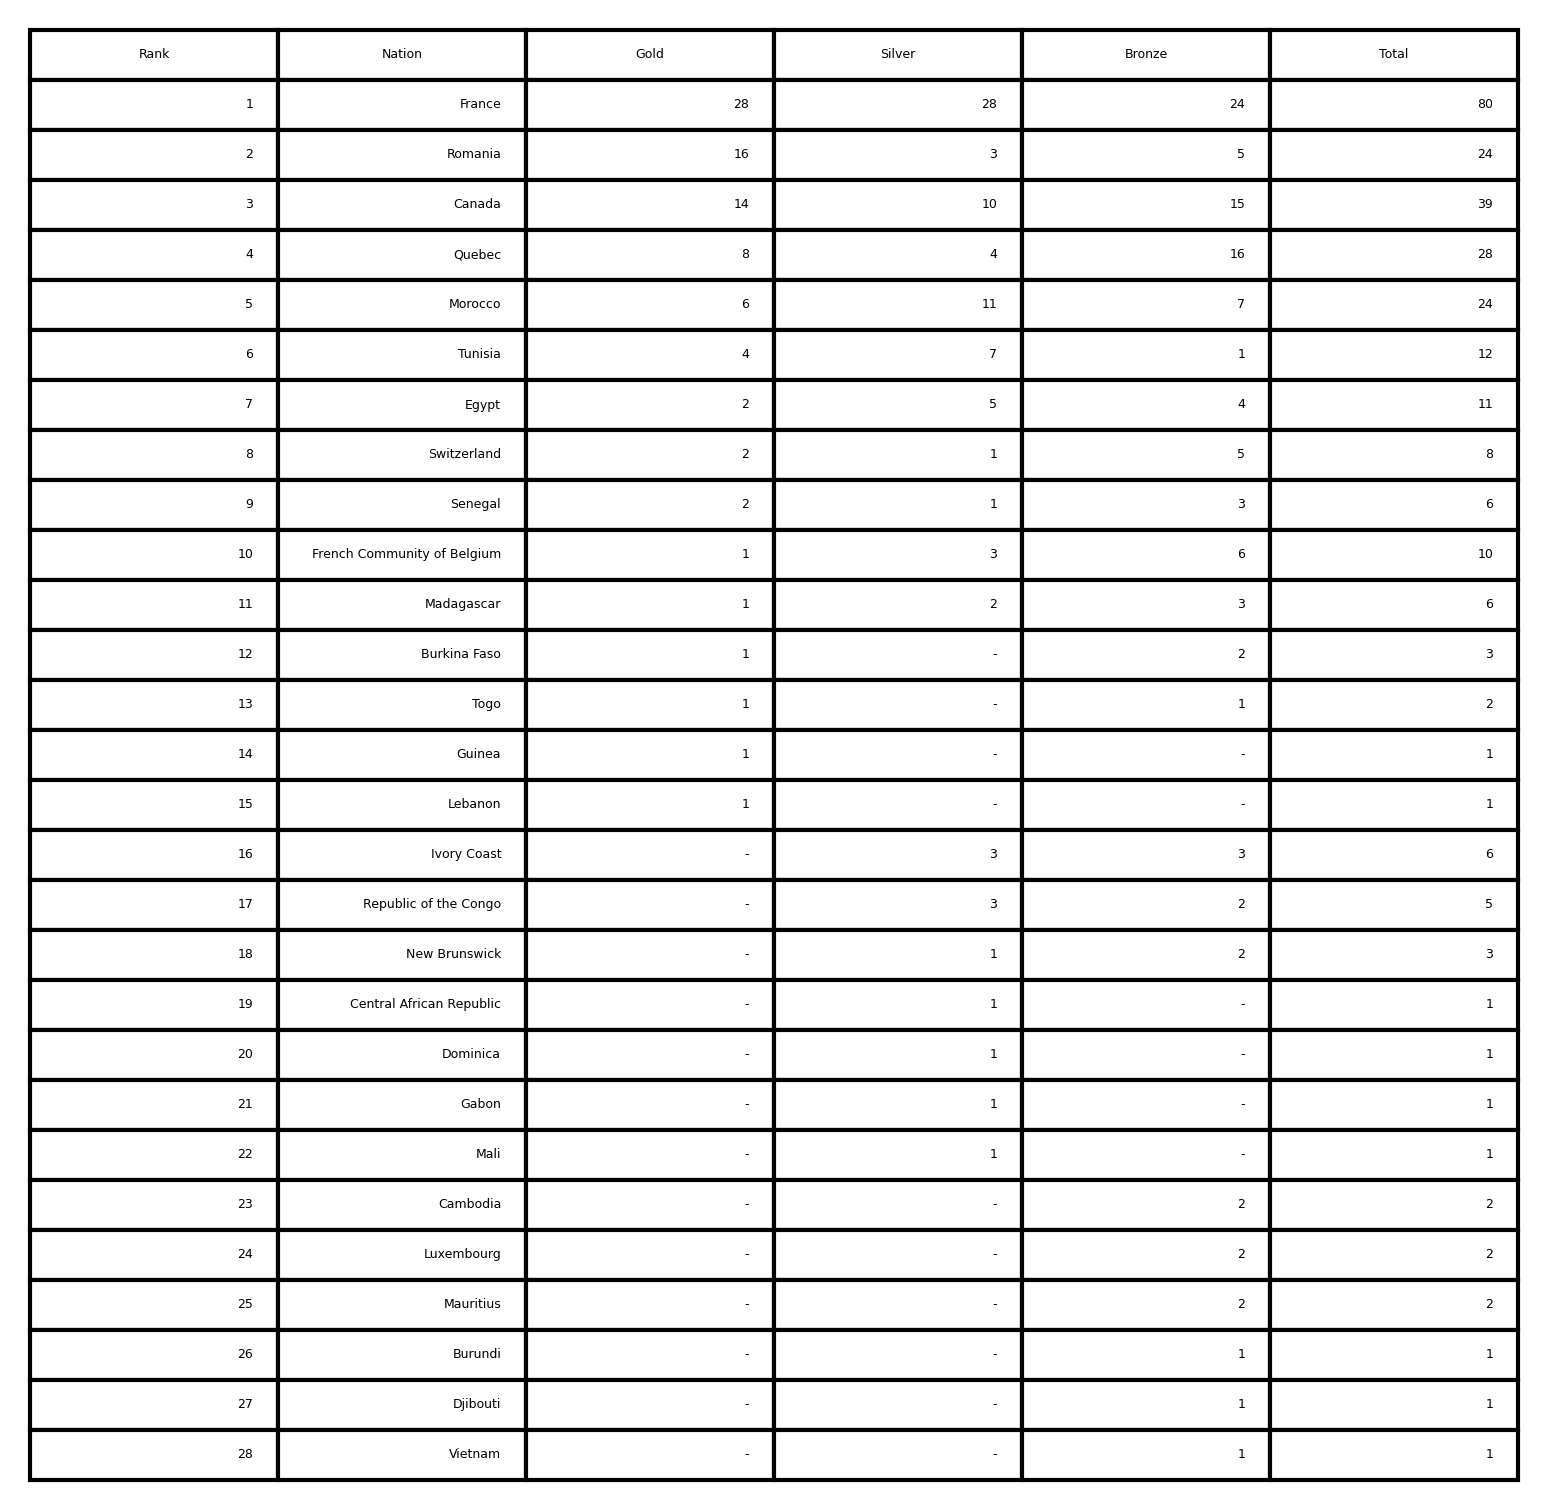 Rank Nation Gold Silver Bronze Total
1 France 28 28 24 80
2 Romania 16 3 5 24
3 Canada 14 10 15 39
4 Quebec 8 4 16 28
5 Morocco 6 11 7 24
6 Tunisia 4 7 1 12
7 Egypt 2 5 4 11
8 Switzerland 2 1 5 8
9 Senegal 2 1 3 6
10 French Community of Belgium 1 3 6 10
11 Madagascar 1 2 3 6
12 Burkina Faso 1 - 2 3
13 Togo 1 - 1 2
14 Guinea 1 - - 1
15 Lebanon 1 - - 1
16 Ivory Coast - 3 3 6
17 Republic of the Congo - 3 2 5
18 New Brunswick - 1 2 3
19 Central African Republic - 1 - 1
20 Dominica - 1 - 1
21 Gabon - 1 - 1
22 Mali - 1 - 1
23 Cambodia - - 2 2
24 Luxembourg - - 2 2
25 Mauritius - - 2 2
26 Burundi - - 1 1
27 Djibouti - - 1 1
28 Vietnam - - 1 1